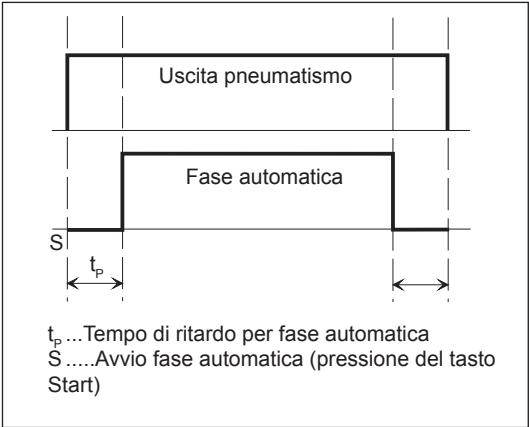 Uscita pneumatismo
Fase automatica
S
tP
tP ...Tempo di ritardo per fase automatica
S .....Avvio fase automatica (pressione del tasto
Start)